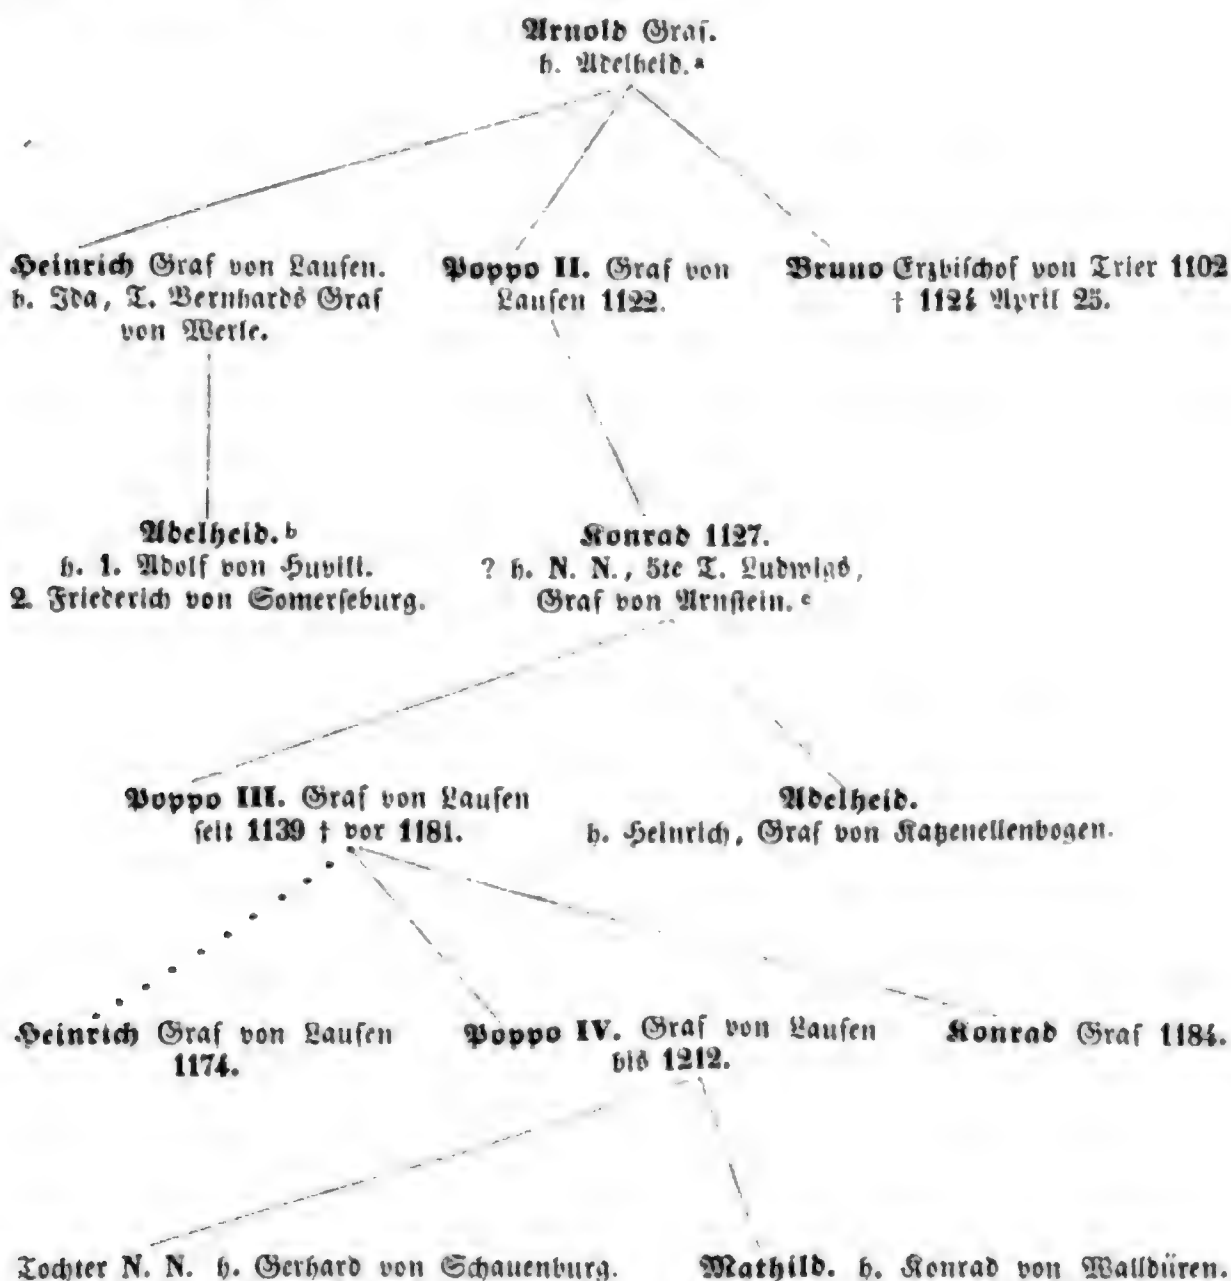 Arnold Graf.
h. Adelheid. a
Heinrich Graf von Laufen.
h. Ida, T. Bernhards Graf
von Werle.
Poppo II. Graf von
Laufen 1122.
Bruno Erzbischof von Trier 1102
† 1124 April 25.
Adelheid. b
h. 1. Adolf von Huvili.
2. Friederich von Somerseburg.
Konrad 1127.
? h. N. N., 5te T. Ludwigs,
Graf von Arnstein. c
Poppo III. Graf von Laufen
seit 1139 † vor 1181.
Adelheid.
h. Heinrich, Graf von Katzenellenbogen.
Heinrich Graf von Laufen
1174.
Poppo IV. Graf von Laufen
bis 1212.
Konrad Graf 1184.
Tochter N. N. h. Gerhard von Schauenburg.
Mathild. h. Konrad von Walldüren.